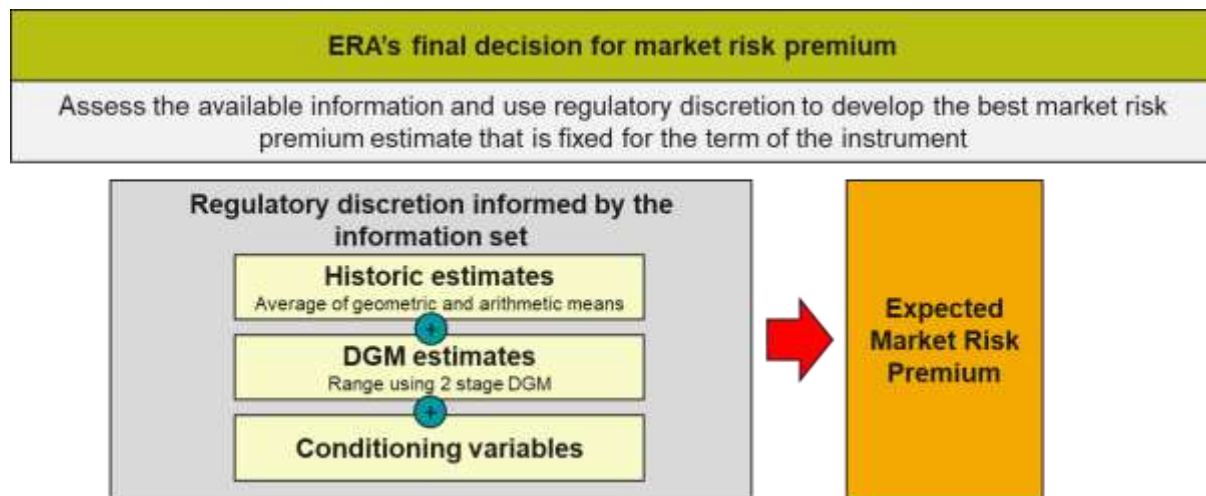 ERA's final decision for market risk premium
Assess the available information and use regulatory discretion to develop the best market risk
premium estimate that is fixed for the term of the instrument
Regulatory discretion informed by the
information set
Historic estimates
Average of geometric and arithmetic means
+
DGM estimates
Range using 2 stage DGM
+
Conditioning variables
Expected
Market Risk
Premium